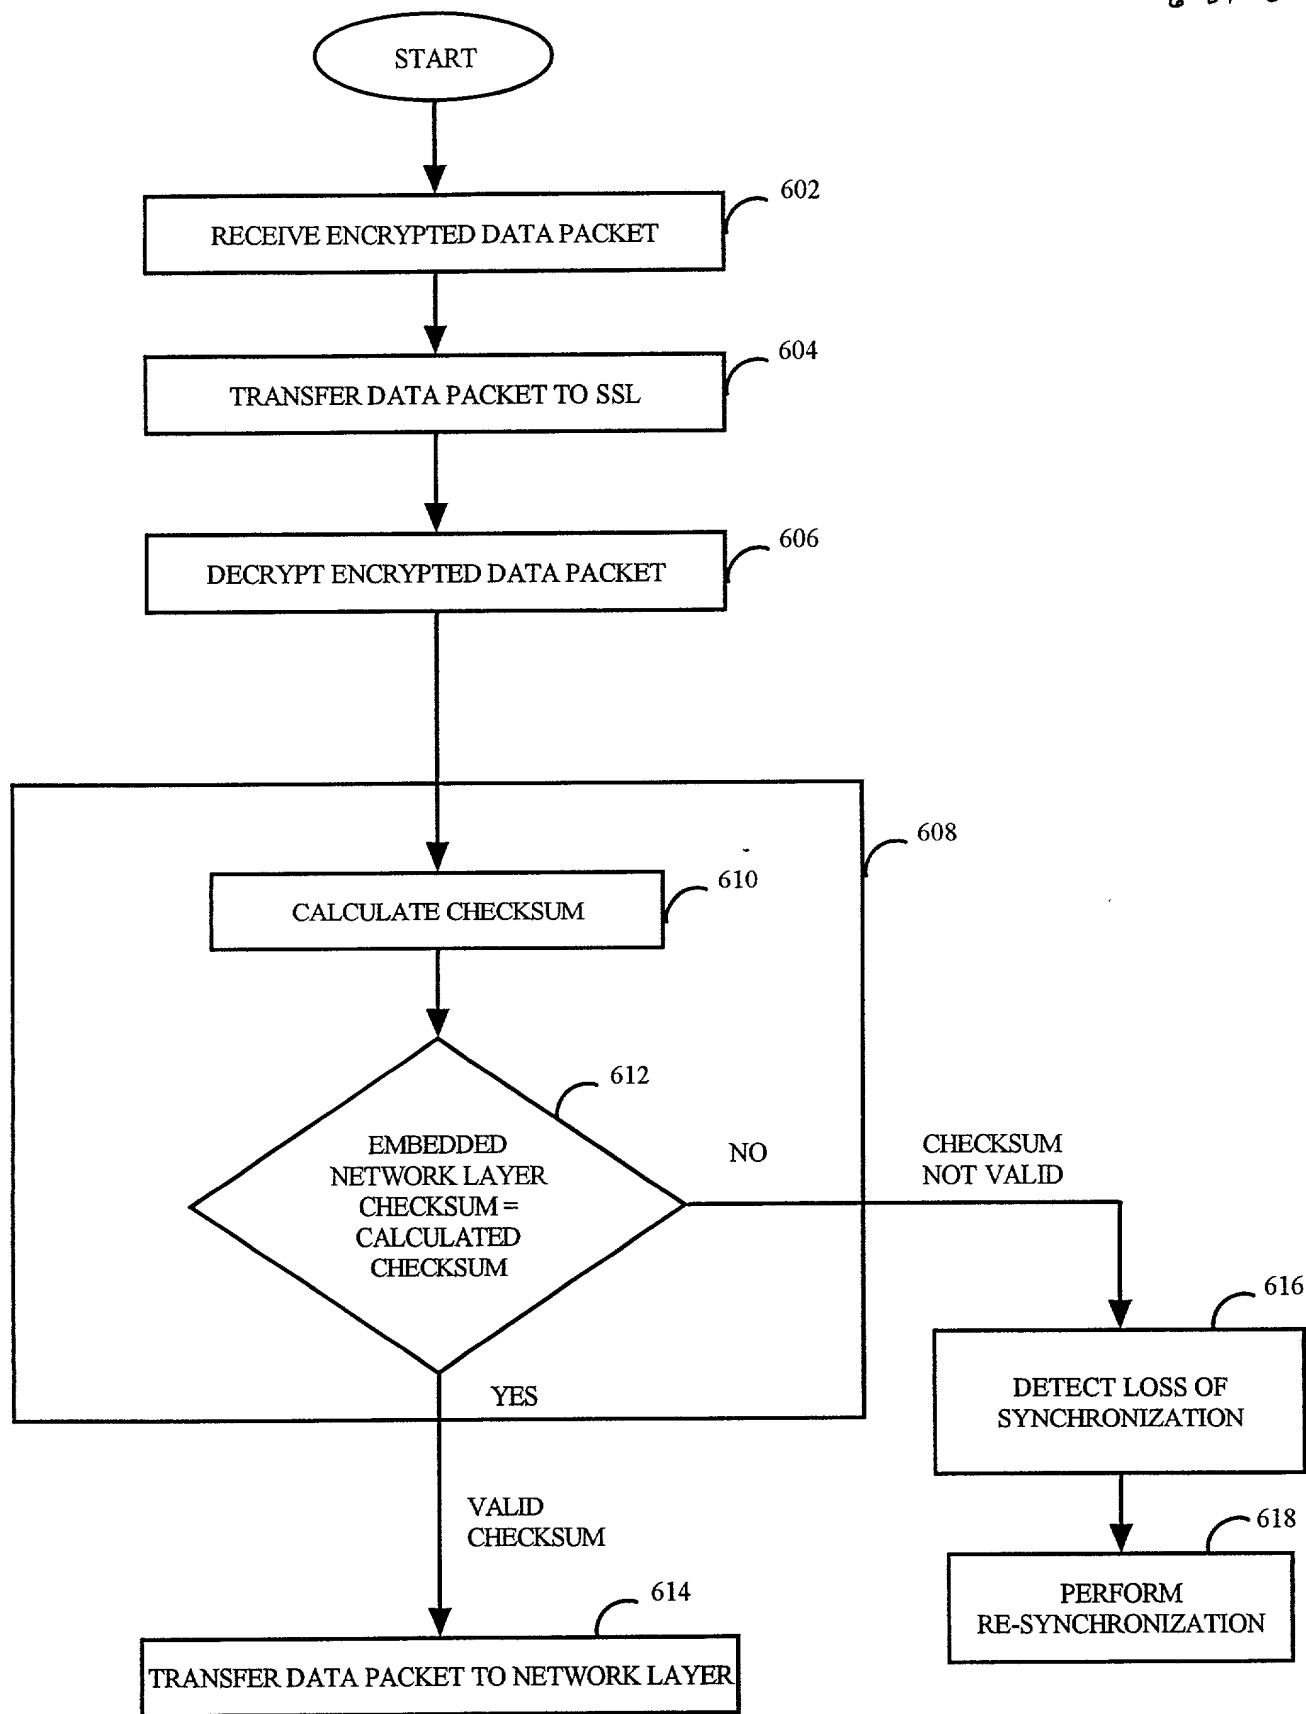 START
602
RECEIVE ENCRYPTED DATA PACKET
604
TRANSFER DATA PACKET TO SSL
606
DECRYPT ENCRYPTED DATA PACKET
608
610
CALCULATE CHECKSUM
612
EMBEDDED
NETWORK LAYER
CHECKSUM =
CALCULATED
CHECKSUM
NO
CHECKSUM
NOT VALID
616
DETECT LOSS OF
SYNCHRONIZATION
YES
VALID
CHECKSUM
618
PERFORM
RE-SYNCHRONIZATION
614
TRANSFER DATA PACKET TO NETWORK LAYER